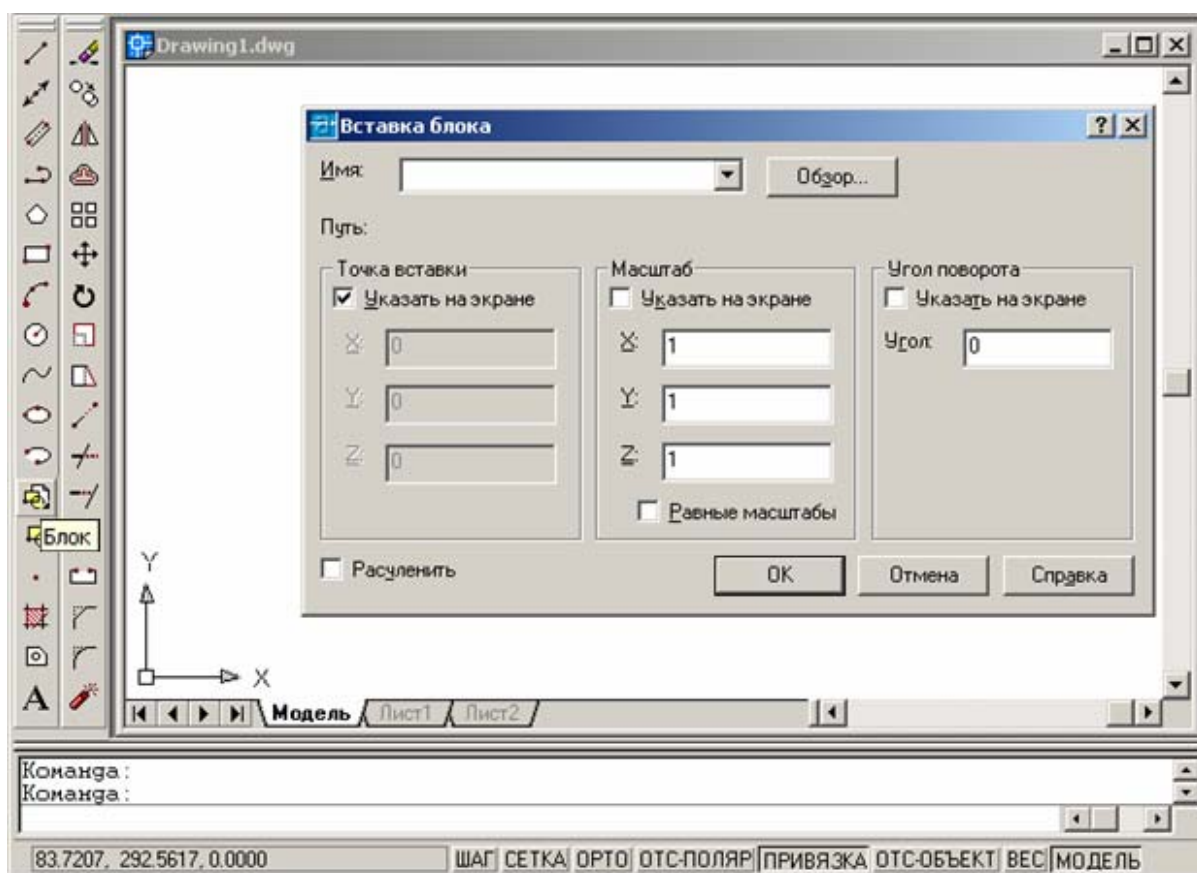 Drawing1.dwg
Вставка блока
Имя:
Обзор...
Путь:
Точка вставки
Масштаб
Угол поворота
Указать на экране
Указать на экране
Указать на экране
X: 0
X: 1
Угол: 0
Y: 0
Y: 1
Z: 0
Z: 1
Равные масштабы
Блок
Расчленить
OK
Отмена
Справка
Y
X
A
Модель
Лист1
Лист2
Команда:
Команда:
83.7207, 292.5617, 0.0000
ШАГ СЕТКА ОРТО ОТС-ПОЛЯР ПРИВЯЗКА ОТС-ОБЪЕКТ ВЕС МОДЕЛЬ